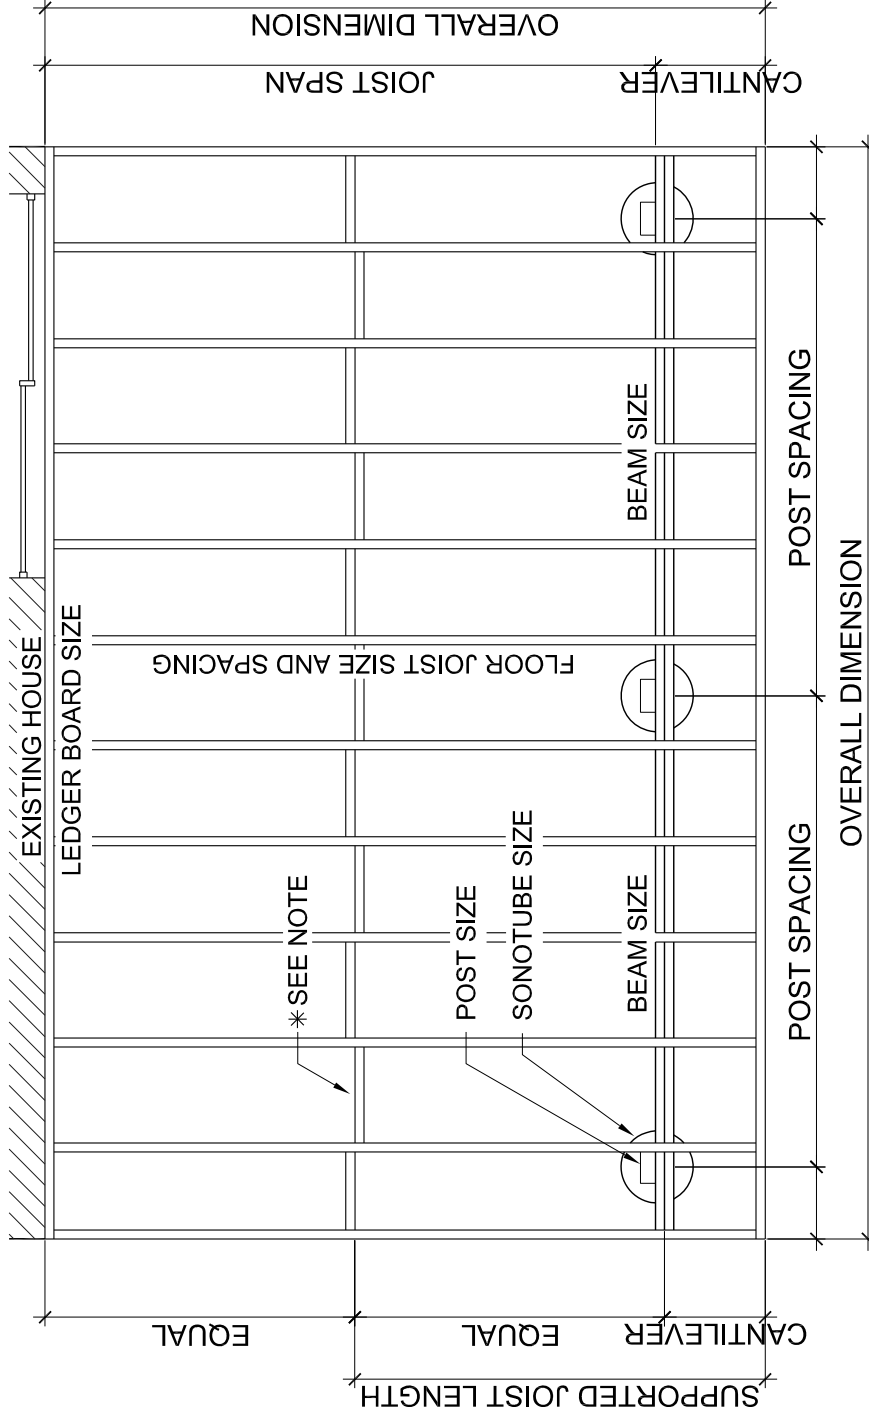 OVERALL DIMENSION
JOIST SPAN
CANTILEVER
EXISTING HOUSE
LEDGER BOARD SIZE
FLOOR JOIST SIZE AND SPACING
BEAM SIZE
POST SPACING
OVERALL DIMENSION
*SEE NOTE
POST SIZE
SONOTUBE SIZE
BEAM SIZE
POST SPACING
EQUAL
EQUAL
CANTILEVER
SUPPORTED JOIST LENGTH